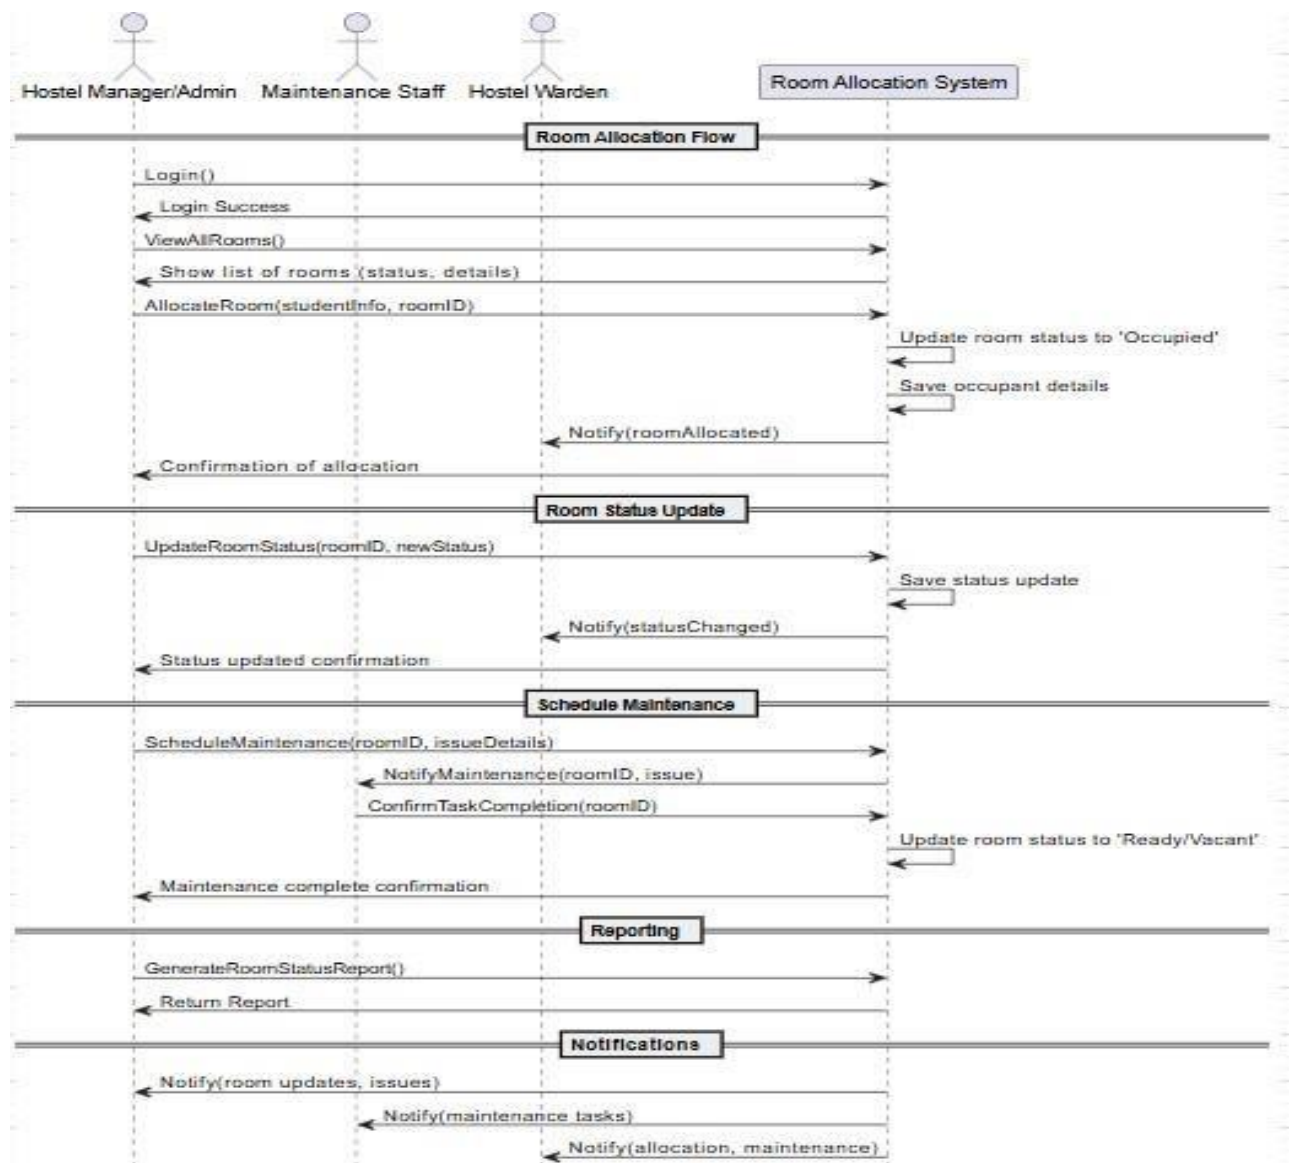 Hostel Manager/Admin
Maintenance Staff
Hostel Warden
Room Allocation System
Room Allocation Flow
Login()
Login Success
ViewAllRooms()
Show list of rooms (status, details)
AllocateRoom(studentInfo, roomID)
Update room status to 'Occupied'
Save occupant details
Notify(roomAllocated)
Confirmation of allocation
Room Status Update
UpdateRoomStatus(roomID, newStatus)
Save status update
Notify(statusChanged)
Status updated confirmation
Schedule Maintenance
ScheduleMaintenance(roomID, issueDetails)
NotifyMaintenance(roomID, issue)
ConfirmTaskCompletion(roomID)
Update room status to 'Ready/Vacant'
Maintenance complete confirmation
Reporting
GenerateRoomStatusReport()
Return Report
Notifications
Notify(room updates, issues)
Notify(maintenance tasks)
Notify(allocation, maintenance)